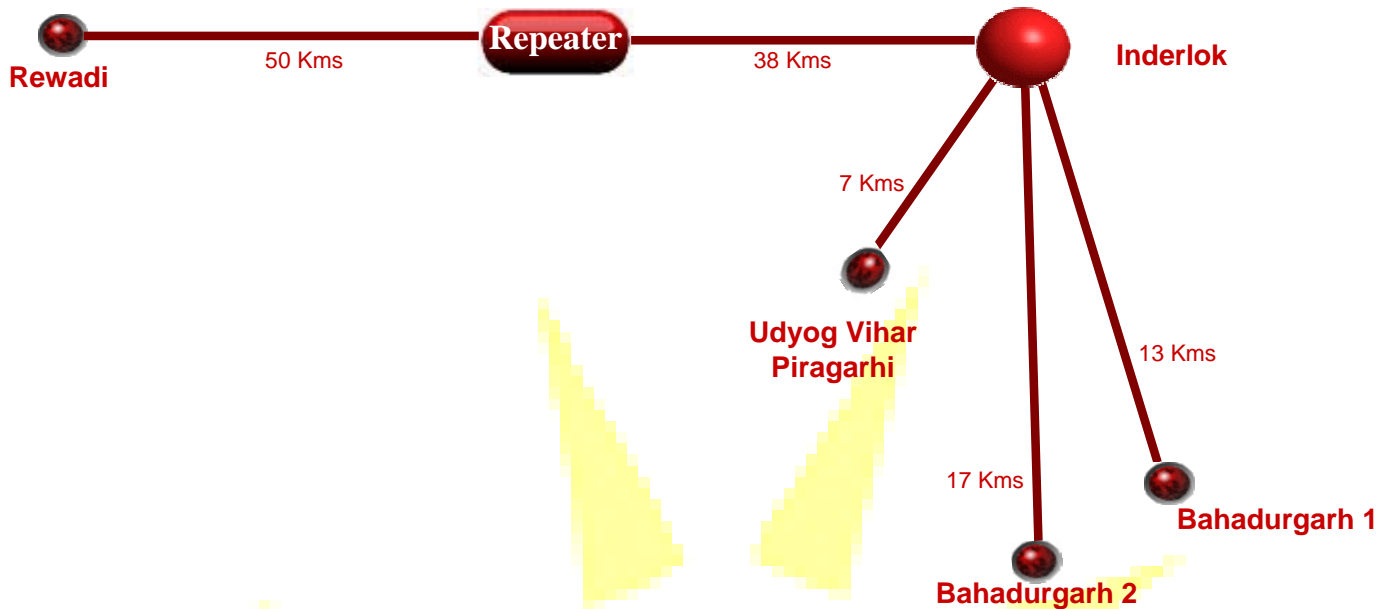 Repeater
Inderlok
50 Kms
38 Kms
Rewadi
7 Kms
Udyog Vihar
Piragarhi
13 Kms
17 Kms
Bahadurgarh 1
Bahadurgarh 2